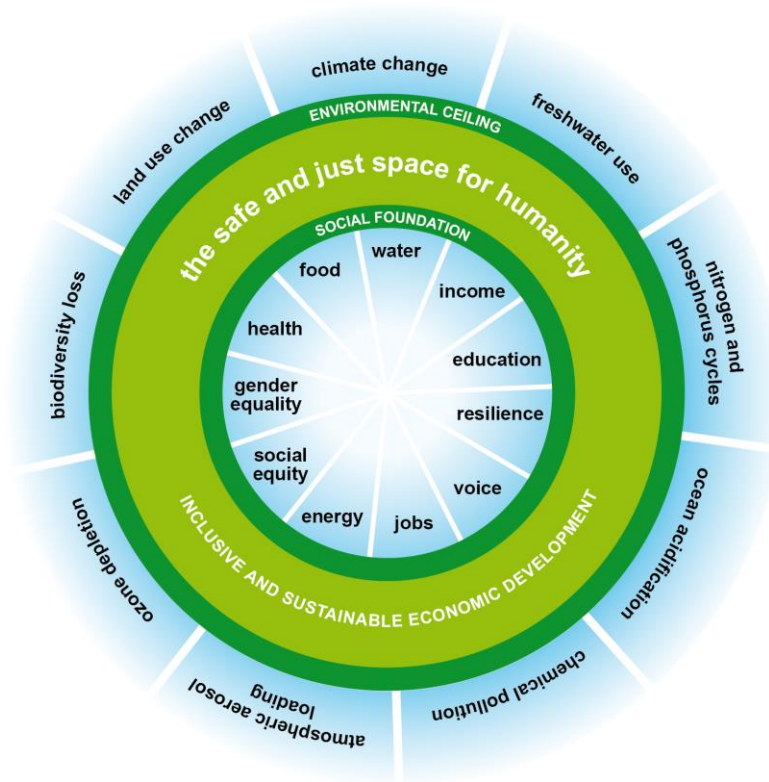 climate change
freshwater use
nitrogen and
phosphorus cycles
ocean acidification
chemical pollution
atmospheric aerosol
loading
ozone depletion
biodiversity loss
land use change
ENVIRONMENTAL CEILING
the safe and just space for humanity
SOCIAL FOUNDATION
water
income
education
resilience
voice
jobs
energy
social
equity
gender
equality
health
food
INCLUSIVE AND SUSTAINABLE ECONOMIC DEVELOPMENT